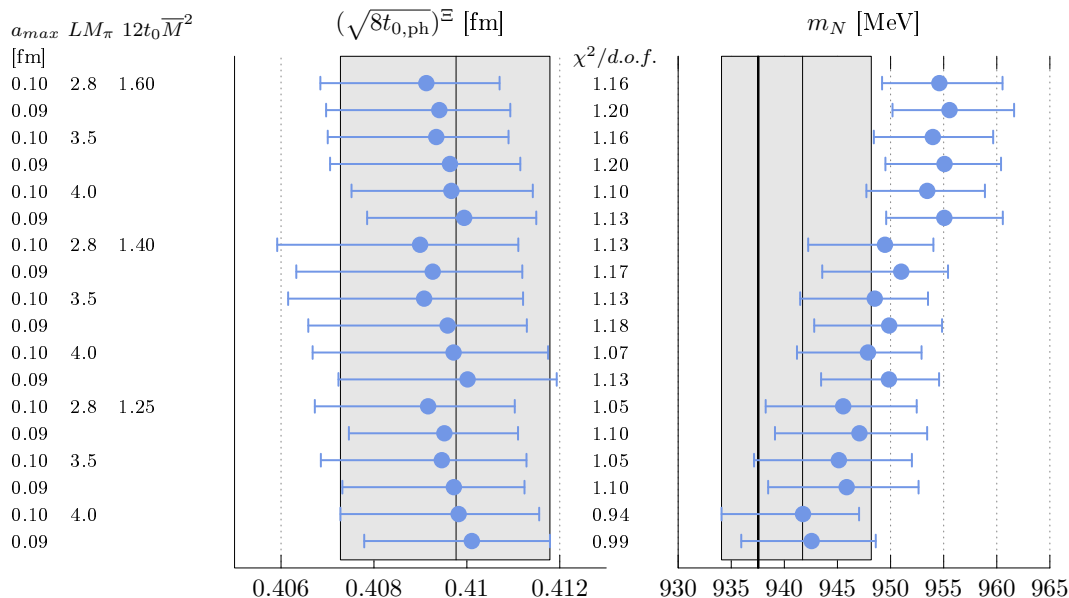 a_{max} LM_π 12t_0\overline{M}^2 (√8t_{0,ph})^Ξ [fm] m_N [MeV]
[fm] χ²/d.o.f.
0.10 2.8 1.60 1.16
0.09 1.20
0.10 3.5 1.16
0.09 1.20
0.10 4.0 1.10
0.09 1.13
0.10 2.8 1.40 1.13
0.09 1.17
0.10 3.5 1.13
0.09 1.18
0.10 4.0 1.07
0.09 1.13
0.10 2.8 1.25 1.05
0.09 1.10
0.10 3.5 1.05
0.09 1.10
0.10 4.0 0.94
0.09 0.99
0.406 0.408 0.41 0.412 930 935 940 945 950 955 960 965